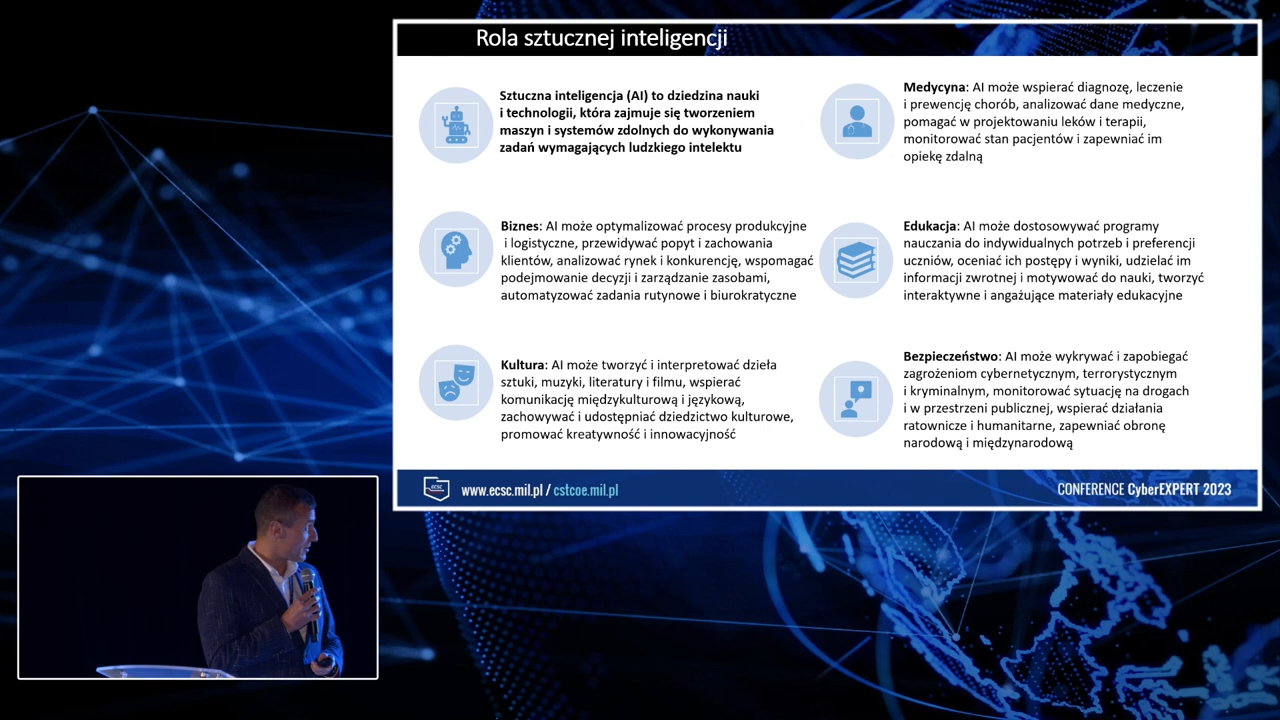 Rola sztucznej inteligencji
Sztuczna inteligencja (AI) to dziedzina nauki
i technologii, która zajmuje się tworzeniem
maszyn i systemów zdolnych do wykonywania
zadań wymagających ludzkiego intelektu
Medycyna: AI może wspierać diagnozę, leczenie
i prewencję chorób, analizować dane medyczne,
pomagać w projektowaniu leków i terapii,
monitorować stan pacjentów i zapewniać im
opiekę zdalną
Biznes: AI może optymalizować procesy produkcyjne
i logistyczne, przewidywać popyt i zachowania
klientów, analizować rynek i konkurencję, wspomagać
podejmowanie decyzji i zarządzanie zasobami,
automatyzować zadania rutynowe i biurokratyczne
Edukacja: AI może dostosowywać programy
nauczania do indywidualnych potrzeb i preferencji
uczniów, oceniać ich postępy i wyniki, udzielać im
informacji zwrotnej i motywować do nauki, tworzyć
interaktywne i angażujące materiały edukacyjne
Kultura: AI może tworzyć i interpretować dzieła
sztuki, muzyki, literatury i filmu, wspierać
komunikację międzykulturową i językową,
zachowywać i udostępniać dziedzictwo kulturowe,
promować kreatywność i innowacyjność
Bezpieczeństwo: AI może wykrywać i zapobiegać
zagrożeniom cybernetycznym, terrorystycznym
i kryminalnym, monitorować sytuację na drogach
i w przestrzeni publicznej, wspierać działania
ratownicze i humanitarne, zapewniać obronę
narodową i międzynarodową
ecsc
www.ecsc.mil.pl / cstcoe.mil.pl
CONFERENCE CyberEXPERT 2023